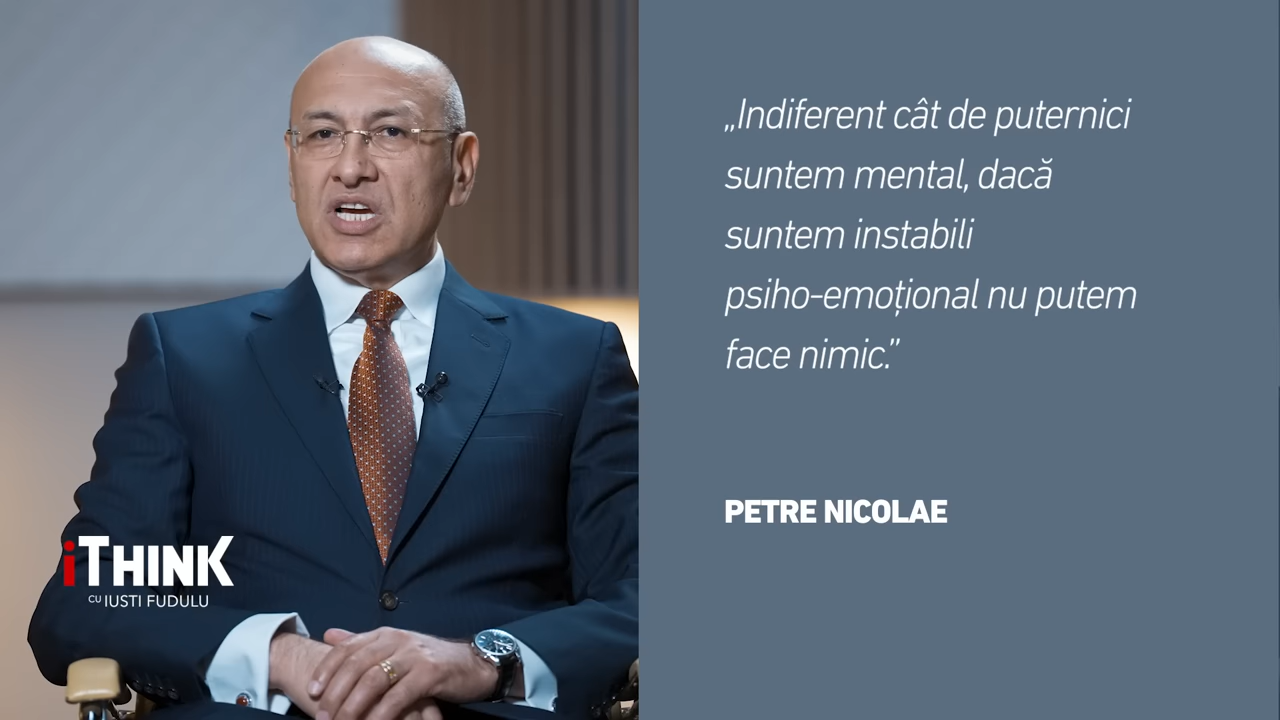 „Indiferent cât de puternici
suntem mental, dacă
suntem instabili
psiho-emoțional nu putem
face nimic.”
PETRE NICOLAE
iTHINK
CU IUSTI FUDULU